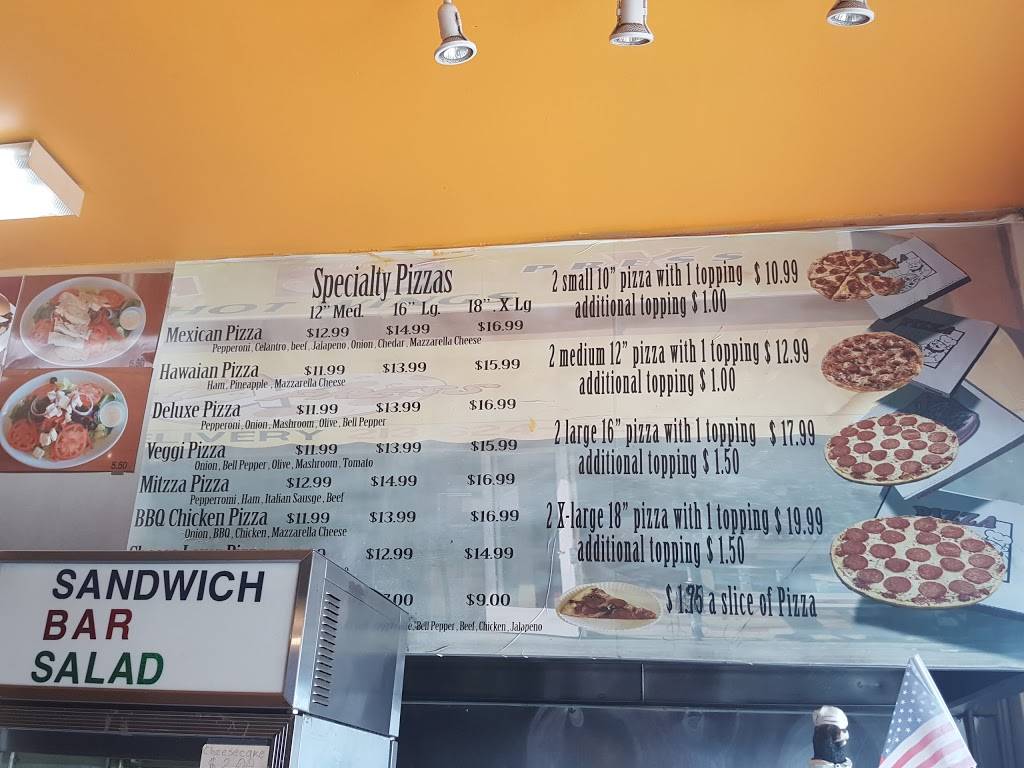 Specialty Pizzas
12" Med. 16" Lg. 18" X Lg
Mexican Pizza $12.99 $14.99 $16.99
Pepperoni, Celantro, beef, Jalapeno, Onion, Chedar, Mazzarella Cheese
Hawaian Pizza $11.99 $13.99 $15.99
Ham, Pineapple, Mazzarella Cheese
Deluxe Pizza $11.99 $13.99 $16.99
Pepperoni, Onion, Mashroom, Olive, Bell Pepper
Veggi Pizza $11.99 $13.99 $15.99
Onion, Bell Pepper, Olive, Mashroom, Tomato
Mitzza Pizza $12.99 $14.99 $16.99
Pepperromi, Ham, Italian Sausge, Beef
BBQ Chicken Pizza $11.99 $13.99 $16.99
Onion, BBQ, Chicken, Mazzarella Cheese
$12.99 $14.99
.00 $9.00
Bell Pepper, Beef, Chicken, Jalapeno
2 small 10" pizza with 1 topping $10.99
additional topping $1.00
2 medium 12" pizza with 1 topping $12.99
additional topping $1.00
2 large 16" pizza with 1 topping $17.99
additional topping $1.50
2 X-large 18" pizza with 1 topping $19.99
additional topping $1.50
a slice of Pizza
5.50
SANDWICH
BAR
SALAD
Cheesecake